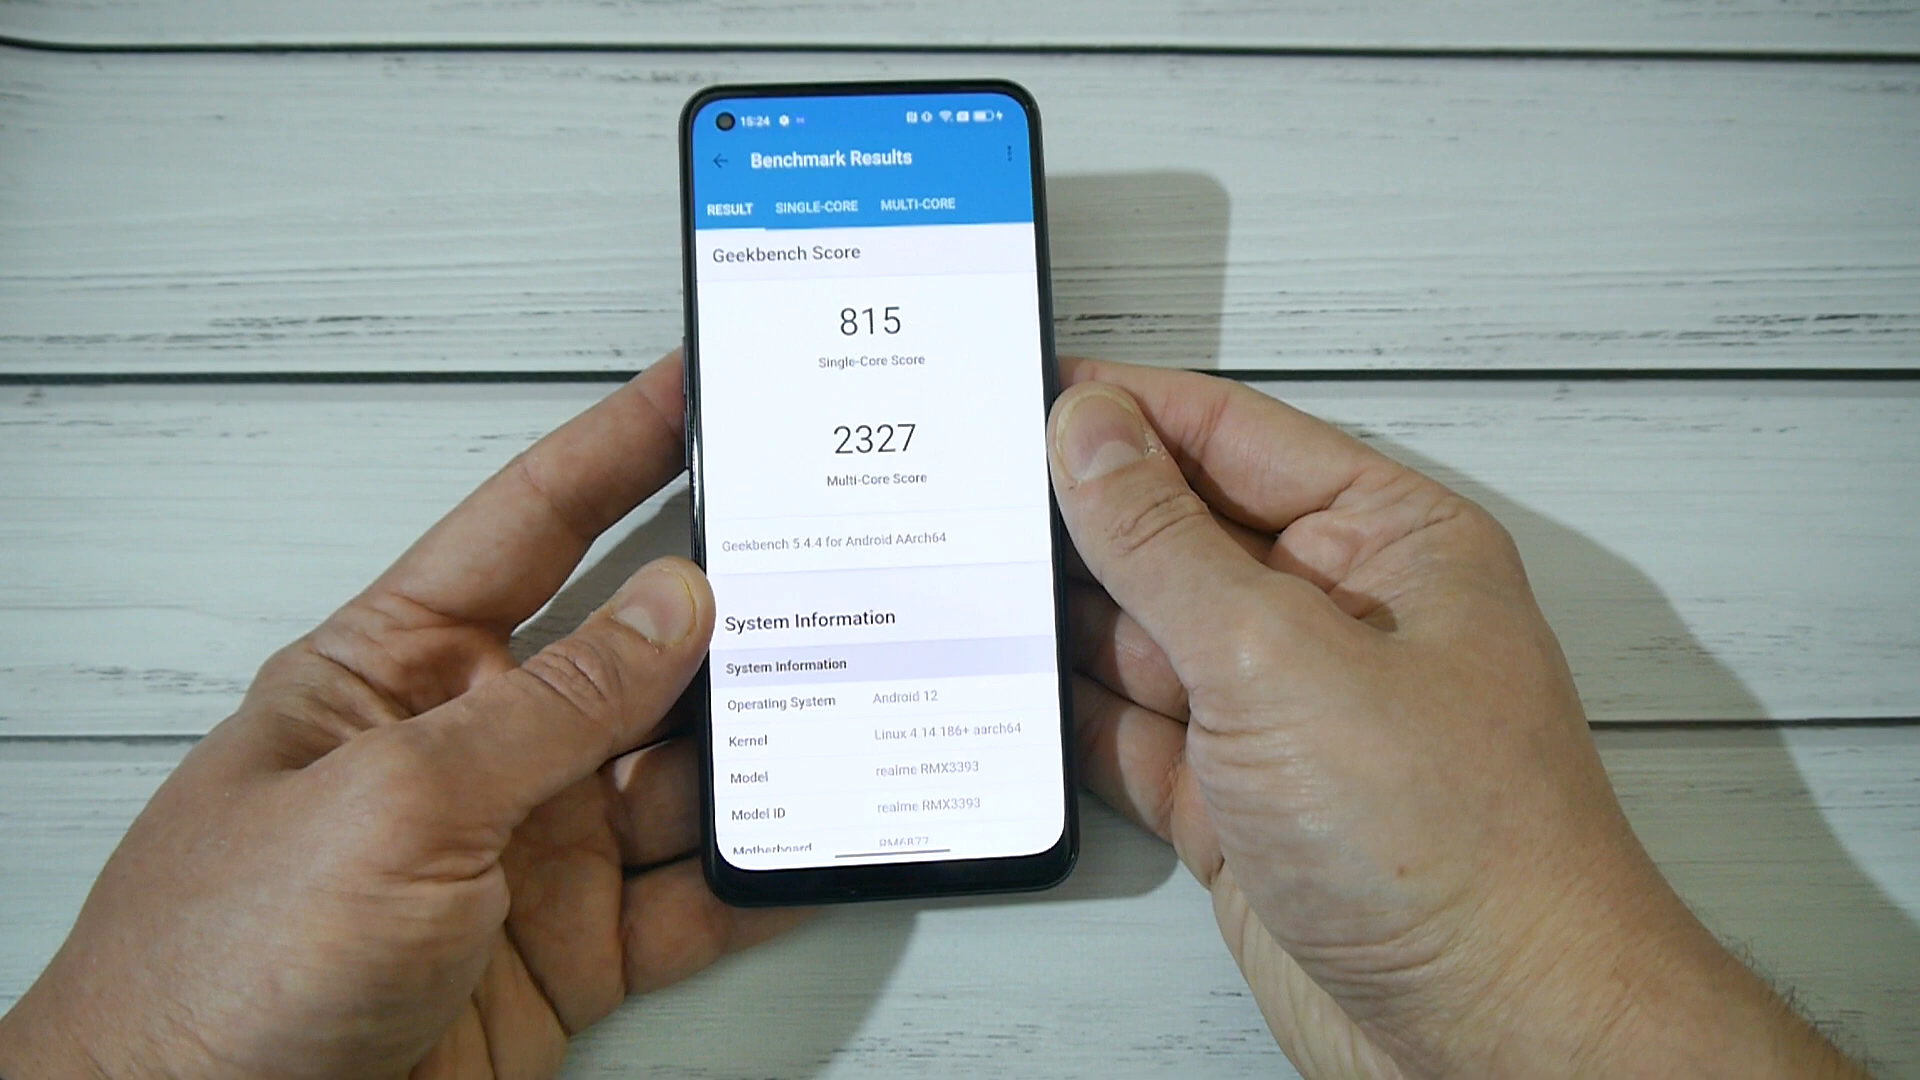 15:24
Benchmark Results
RESULT SINGLE-CORE MULTI-CORE
Geekbench Score
815
Single-Core Score
2327
Multi-Core Score
Geekbench 5.4.4 for Android AArch64
System Information
System Information
Operating System Android 12
Kernel Linux 4.14.186+ aarch64
Model realme RMX3393
Model ID realme RMX3393
Motherboard